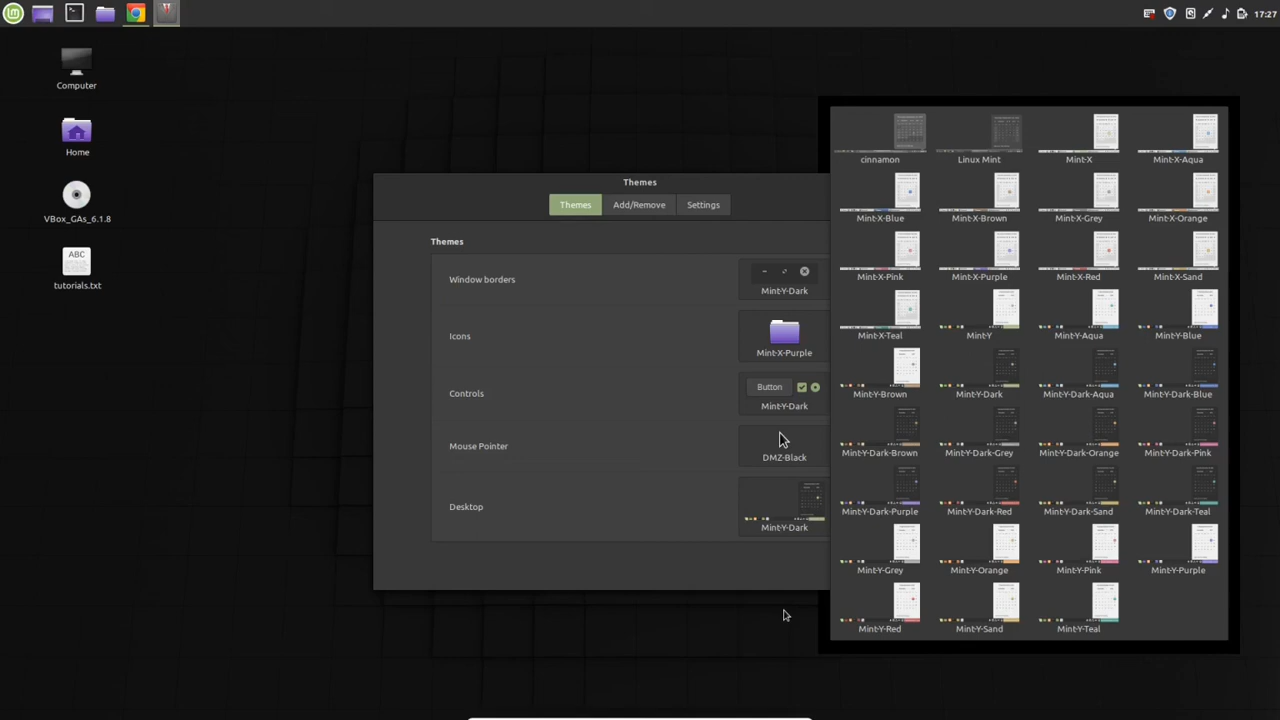 17:27
Computer
Home
VBox_GAs_6.1.8
ABC
tutorials.txt
Themes
Themes
Add/Remove
Settings
Themes
Window borders
Mint-Y-Dark
Icons
Mint-X-Purple
Controls
Button
Mint-Y-Dark
Mouse Pointer
DMZ-Black
Desktop
Mint-Y-Dark
cinnamon
Linux Mint
Mint-X
Mint-X-Aqua
Mint-X-Blue
Mint-X-Brown
Mint-X-Grey
Mint-X-Orange
Mint-X-Pink
Mint-X-Purple
Mint-X-Red
Mint-X-Sand
Mint-X-Teal
Mint-Y
Mint-Y-Aqua
Mint-Y-Blue
Mint-Y-Brown
Mint-Y-Dark
Mint-Y-Dark-Aqua
Mint-Y-Dark-Blue
Mint-Y-Dark-Brown
Mint-Y-Dark-Grey
Mint-Y-Dark-Orange
Mint-Y-Dark-Pink
Mint-Y-Dark-Purple
Mint-Y-Dark-Red
Mint-Y-Dark-Sand
Mint-Y-Dark-Teal
Mint-Y-Grey
Mint-Y-Orange
Mint-Y-Pink
Mint-Y-Purple
Mint-Y-Red
Mint-Y-Sand
Mint-Y-Teal